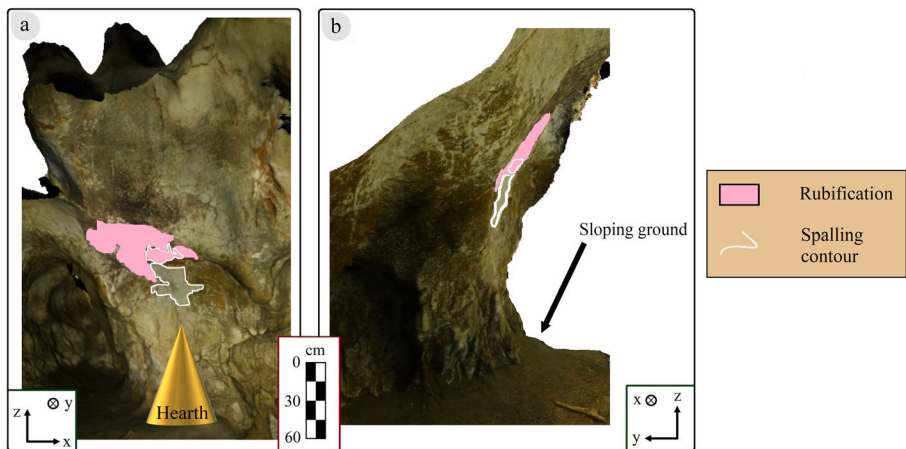 a
b
Sloping ground
Rubification
Spalling
contour
cm
0
30
60
Hearth
y
z
x
x
z
y